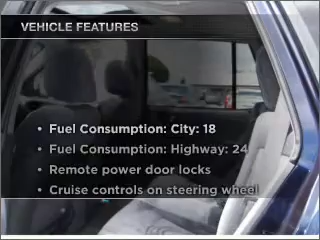 VEHICLE FEATURES
• Fuel Consumption: City: 18
• Fuel Consumption: Highway: 24
• Remote power door locks
• Cruise controls on steering wheel